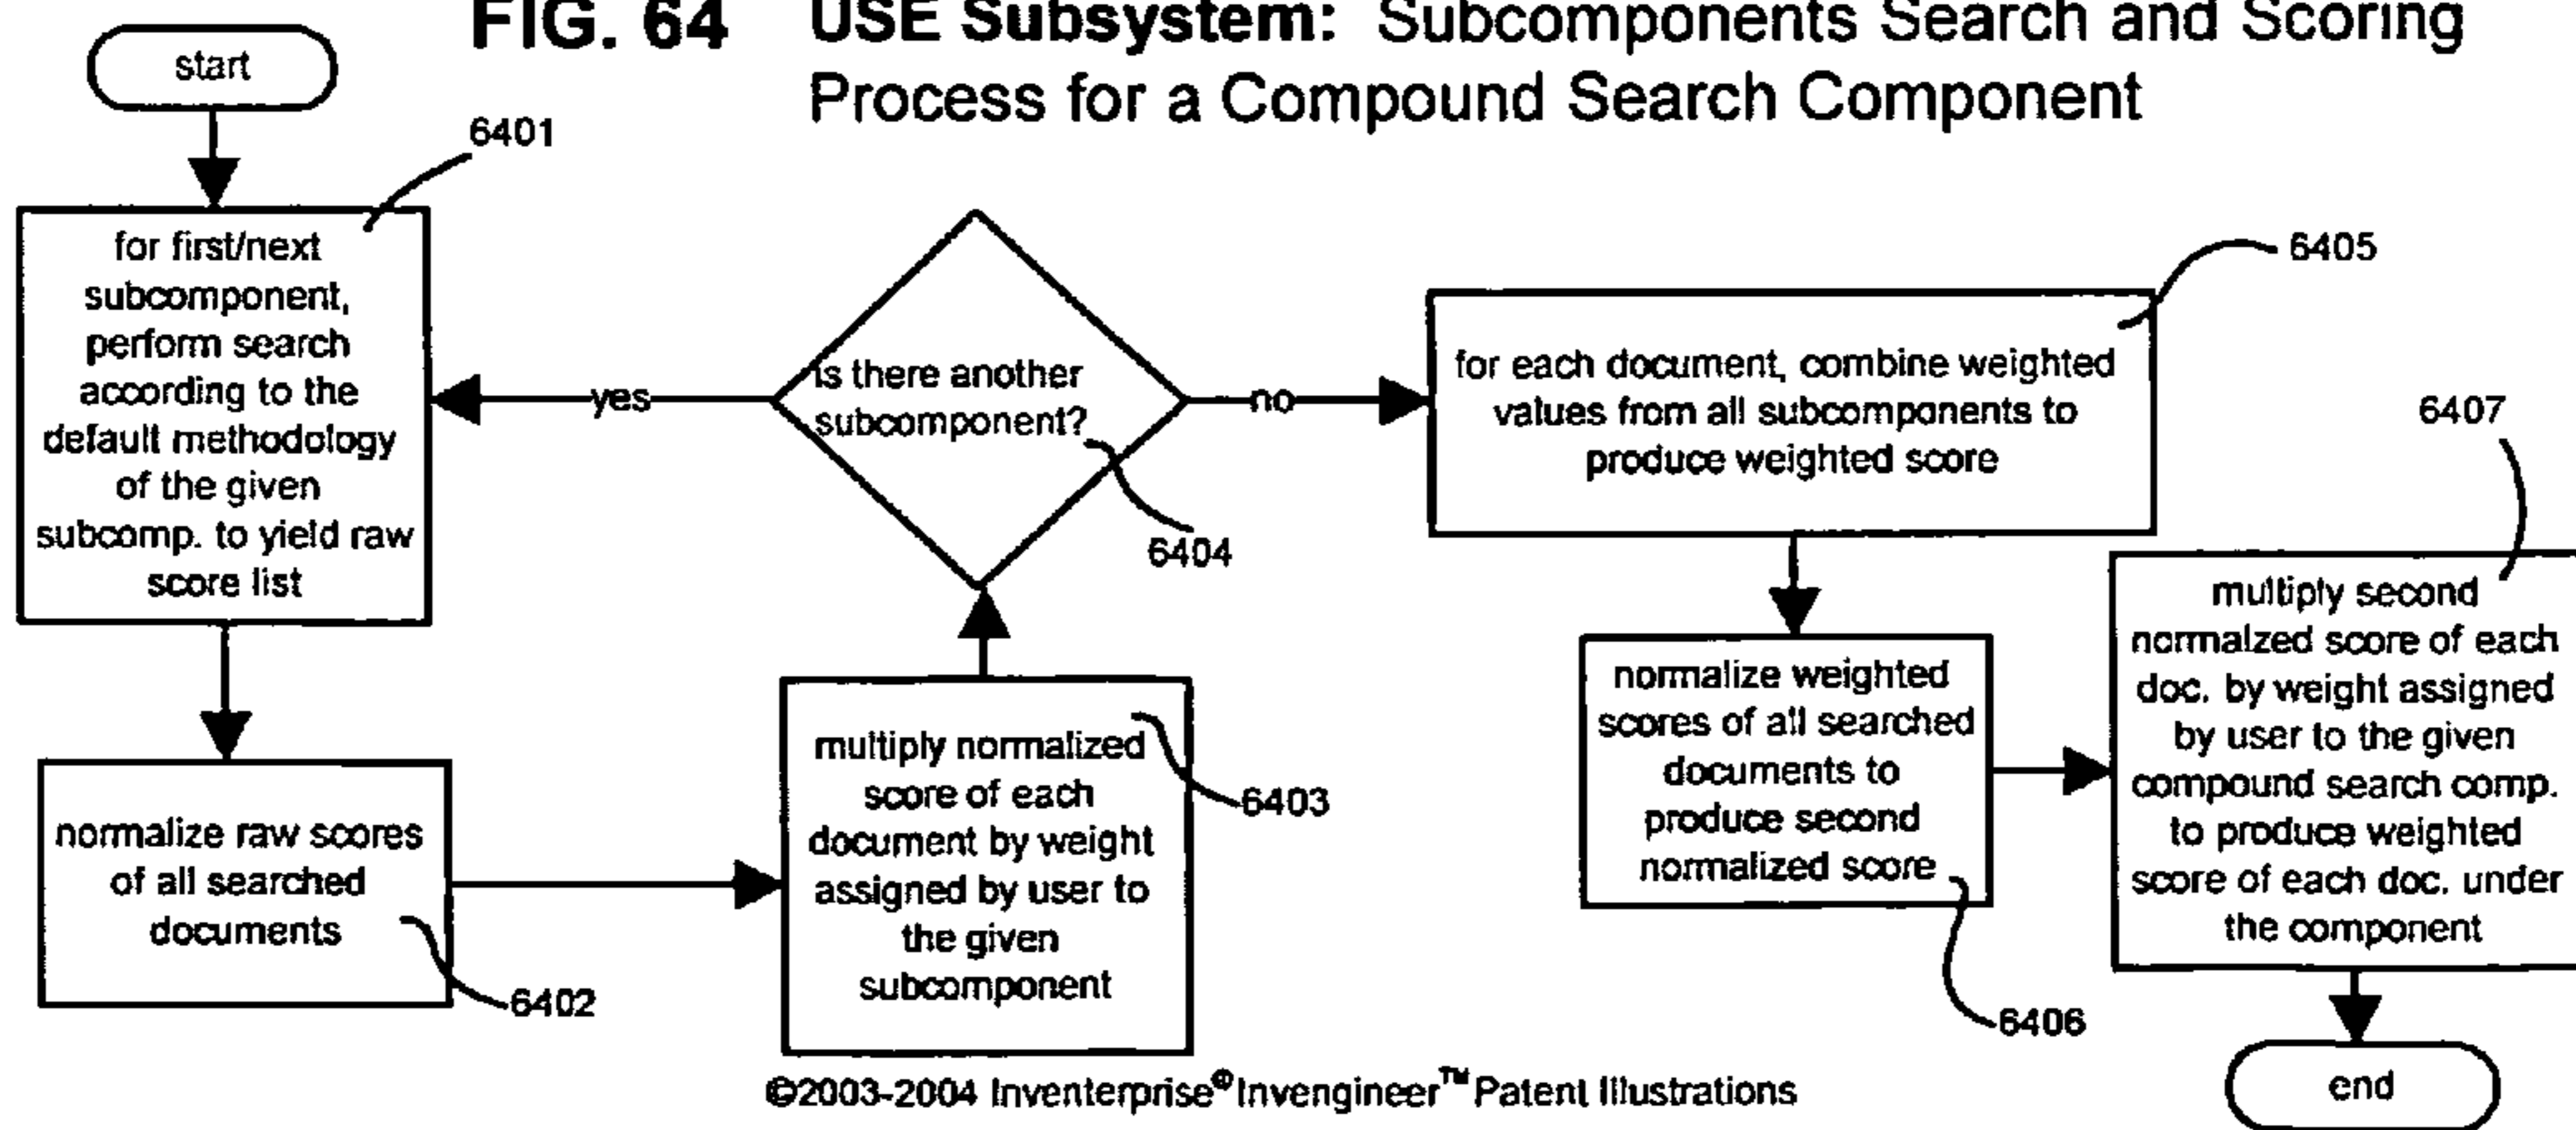 FIG. 64 USE Subsystem: Subcomponents Search and Scoring
Process for a Compound Search Component
start
6401
for first/next
subcomponent,
perform search
according to the
default methodology
of the given
subcomp. to yield raw
score list
normalize raw scores
of all searched
documents
6402
multiply normalized
score of each
document by weight
assigned by user to
the given
subcomponent
6403
is there another
subcomponent?
6404
yes
no
for each document, combine weighted
values from all subcomponents to
produce weighted score
6405
normalize weighted
scores of all searched
documents to
produce second
normalized score
6406
multiply second
normalzed score of each
doc. by weight assigned
by user to the given
compound search comp.
to produce weighted
score of each doc. under
the component
6407
end
©2003-2004 Inventerprise® Invengineer™ Patent Illustrations